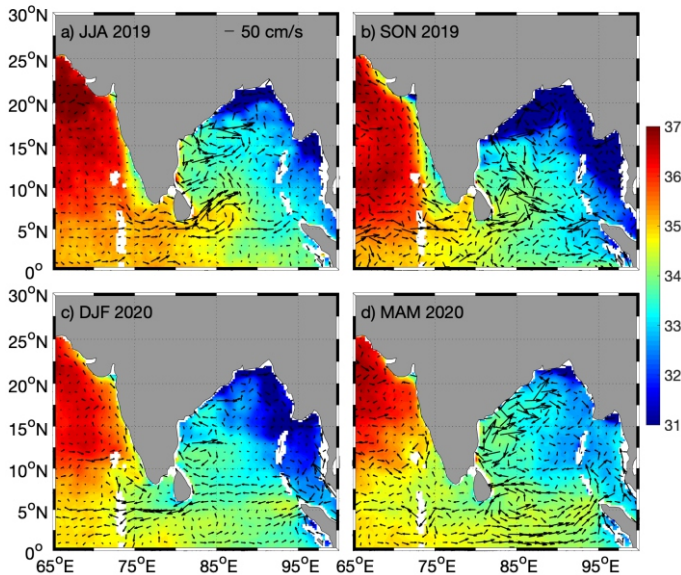 30°N
25°N
20°N
15°N
10°N
5°N
0°
a) JJA 2019
– 50 cm/s
b) SON 2019
30°N
25°N
20°N
15°N
10°N
5°N
0°
c) DJF 2020
d) MAM 2020
65°E
75°E
85°E
95°E
65°E
75°E
85°E
95°E
37
36
35
34
33
32
31